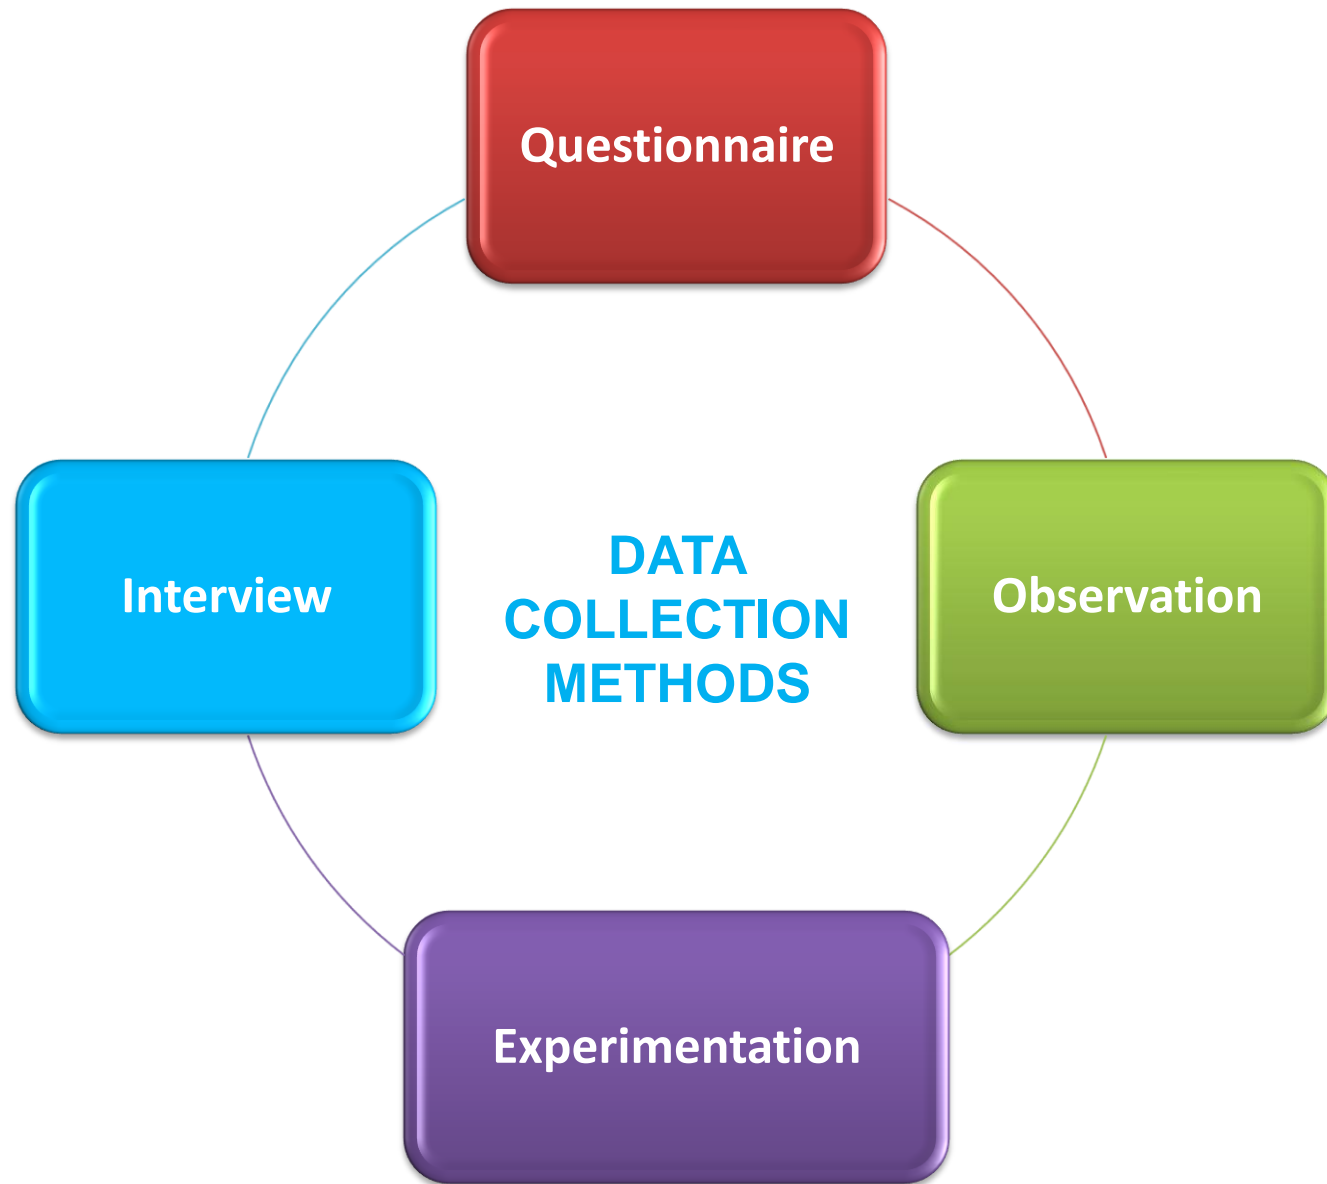 Questionnaire
Interview
DATA
COLLECTION
METHODS
Observation
Experimentation